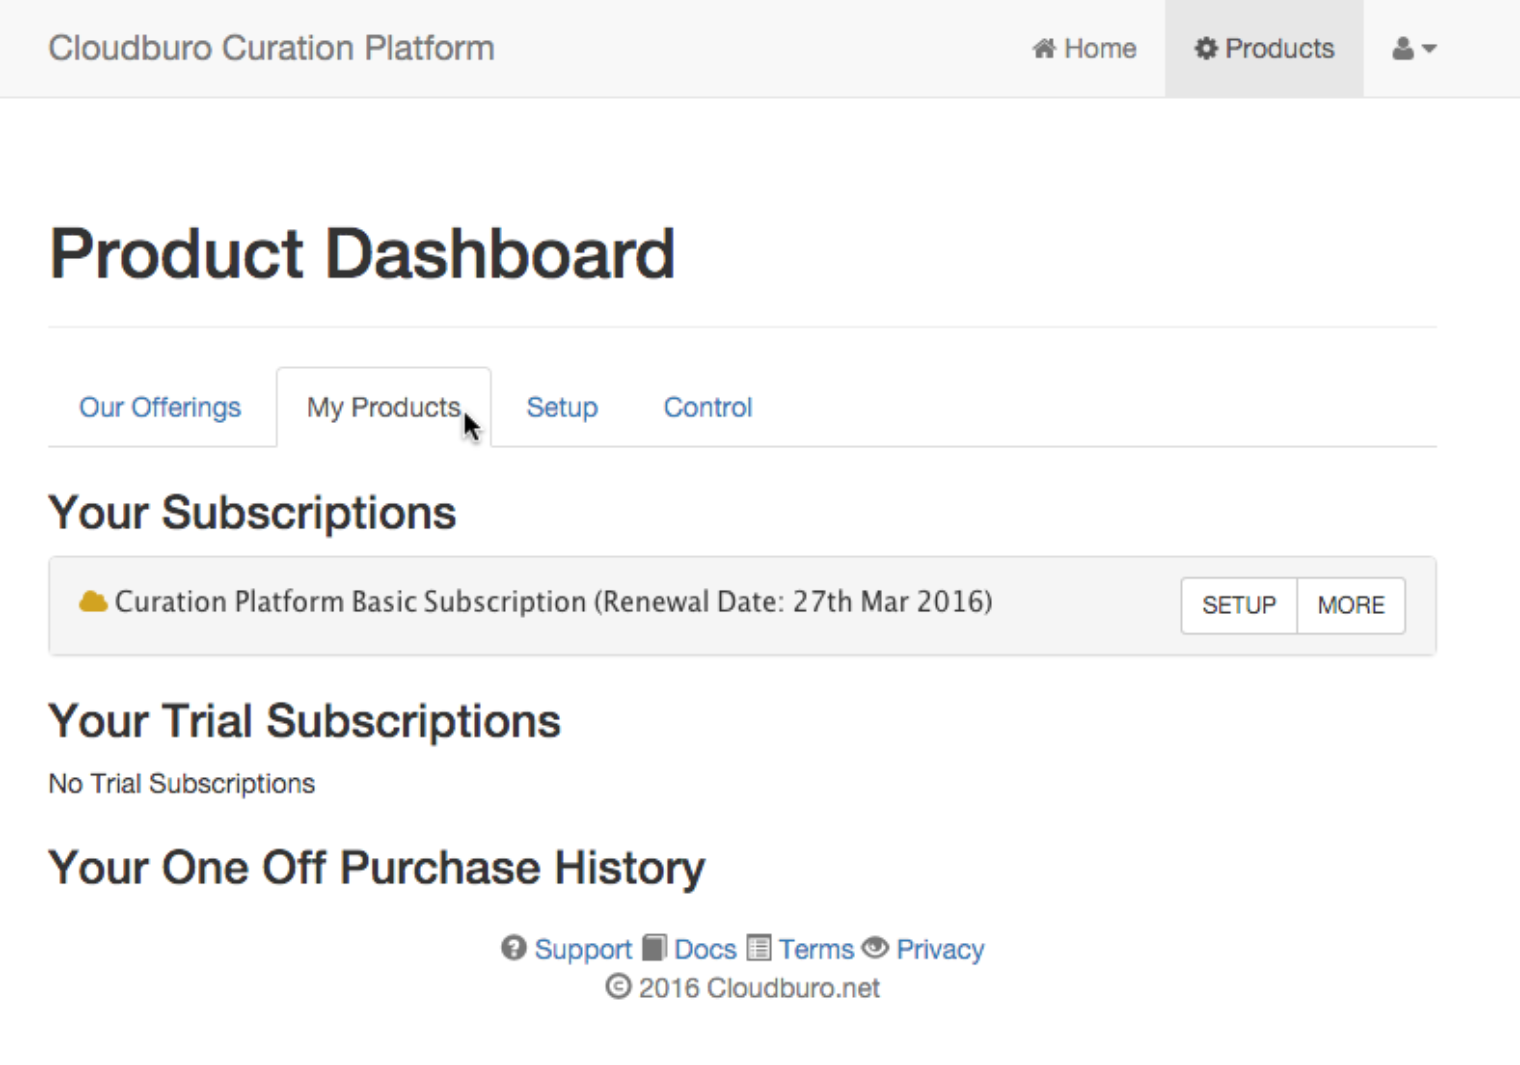 Cloudburo Curation Platform Home Products
Product Dashboard
Our Offerings My Products Setup Control
Your Subscriptions
Curation Platform Basic Subscription (Renewal Date: 27th Mar 2016) SETUP MORE
Your Trial Subscriptions
No Trial Subscriptions
Your One Off Purchase History
Support Docs Terms Privacy
© 2016 Cloudburo.net